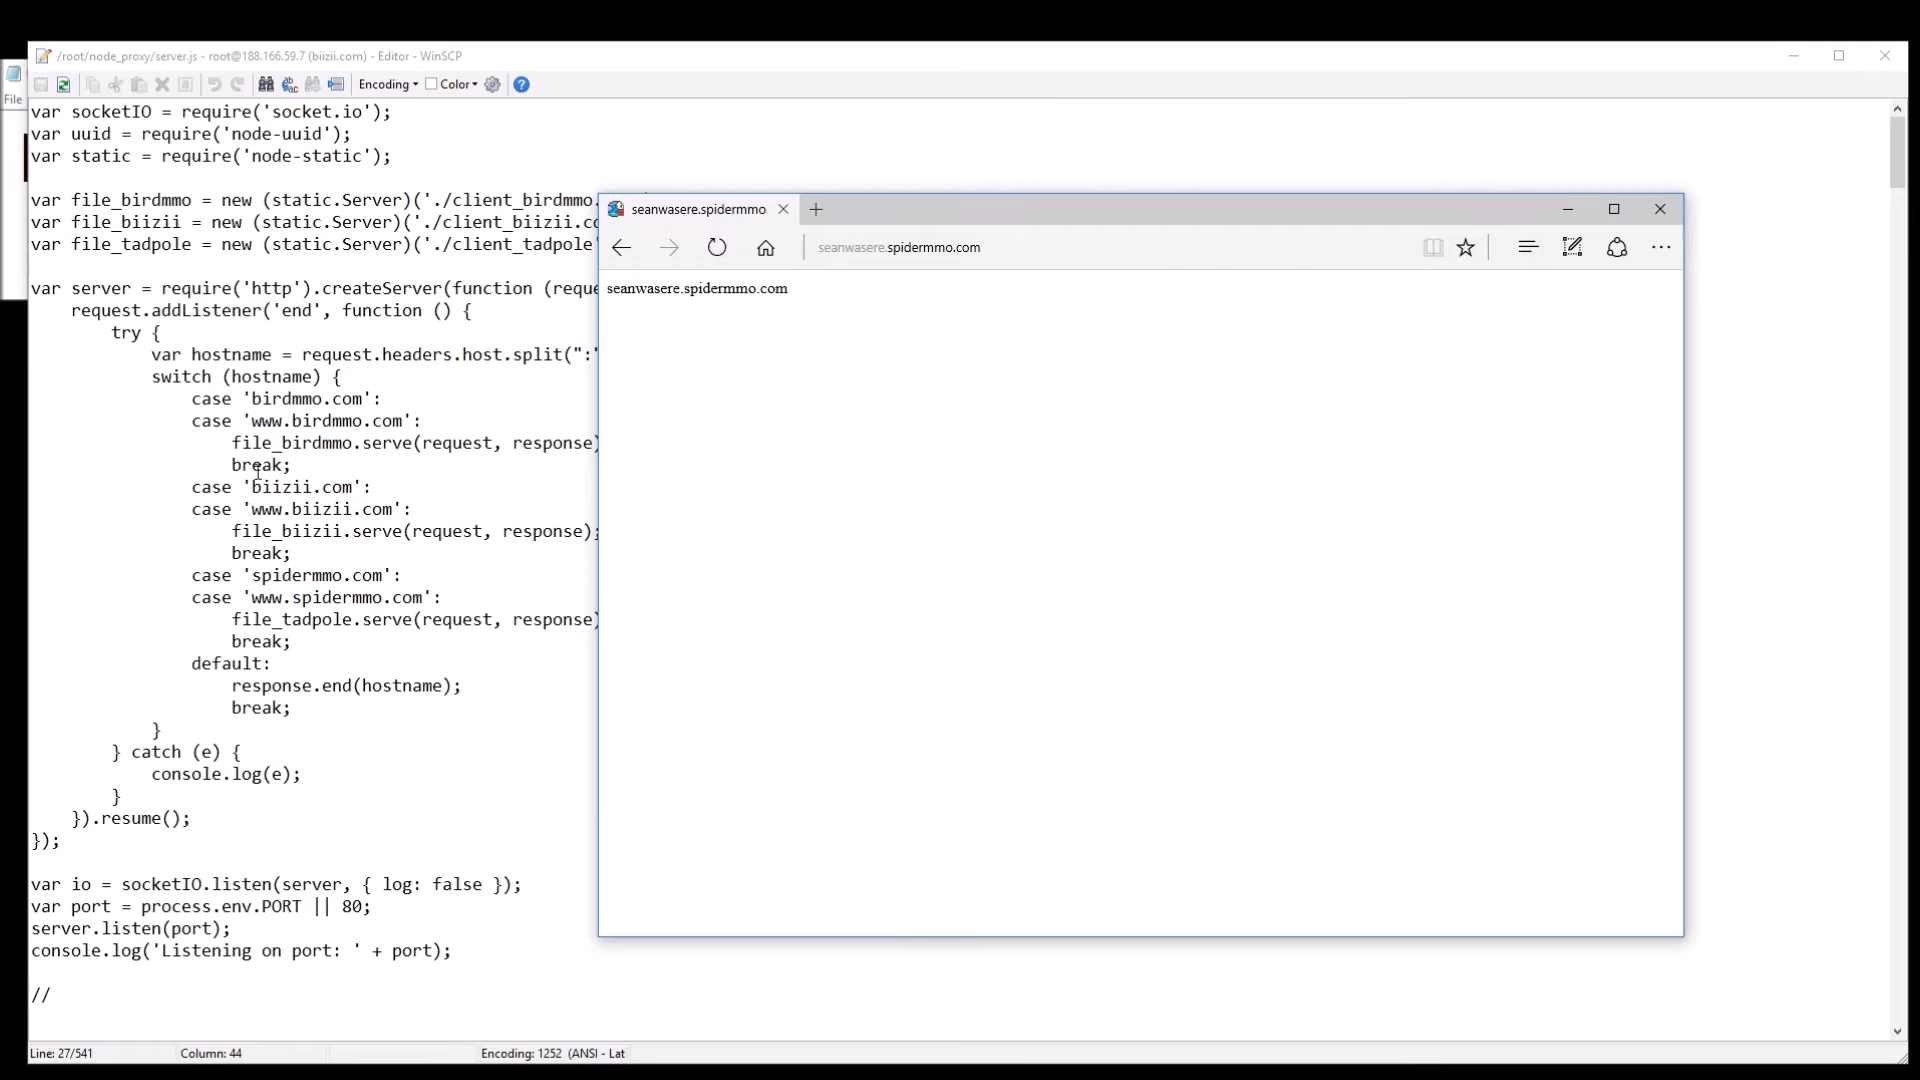 /root/node_proxy/server.js - root@188.166.59.7 (biizii.com) - Editor - WinSCP
File
Encoding
Color
var socketIO = require('socket.io');
var uuid = require('node-uuid');
var static = require('node-static');
var file_birdmmo = new (static.Server)('./client_birdmmo.
var file_biizii = new (static.Server)('./client_biizii.co
var file_tadpole = new (static.Server)('./client_tadpole'
var server = require('http').createServer(function (reque
request.addListener('end', function () {
try {
var hostname = request.headers.host.split(":"
switch (hostname) {
case 'birdmmo.com':
case 'www.birdmmo.com':
file_birdmmo.serve(request, response)
break;
case 'biizii.com':
case 'www.biizii.com':
file_biizii.serve(request, response);
break;
case 'spidermmo.com':
case 'www.spidermmo.com':
file_tadpole.serve(request, response)
break;
default:
response.end(hostname);
break;
}
} catch (e) {
console.log(e);
}
}).resume();
});
var io = socketIO.listen(server, { log: false });
var port = process.env.PORT || 80;
server.listen(port);
console.log('Listening on port: ' + port);
//
Line: 27/541
Column: 44
Encoding: 1252 (ANSI - Lat
seanwasere.spidermmo.
seanwasere.spidermmo.com
seanwasere.spidermmo.com